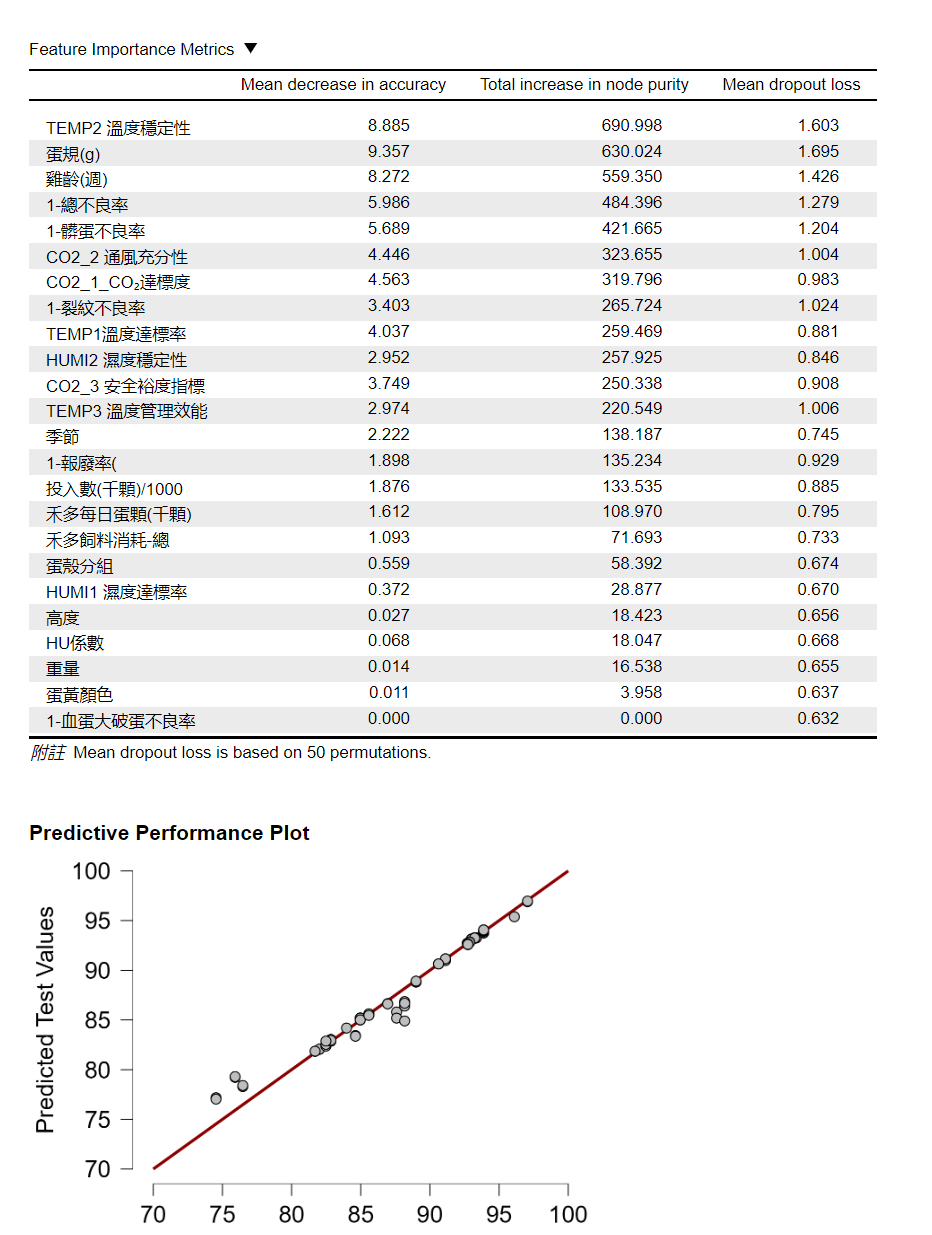 Feature Importance Metrics ▼
Mean decrease in accuracy Total increase in node purity Mean dropout loss
TEMP2 溫度穩定性 8.885 690.998 1.603
蛋規(g) 9.357 630.024 1.695
雞齡(週) 8.272 559.350 1.426
1-總不良率 5.986 484.396 1.279
1-髒蛋不良率 5.689 421.665 1.204
CO2_2 通風充分性 4.446 323.655 1.004
CO2_1_CO₂達標度 4.563 319.796 0.983
1-裂紋不良率 3.403 265.724 1.024
TEMP1溫度達標率 4.037 259.469 0.881
HUMI2 濕度穩定性 2.952 257.925 0.846
CO2_3 安全裕度指標 3.749 250.338 0.908
TEMP3 溫度管理效能 2.974 220.549 1.006
季節 2.222 138.187 0.745
1-報廢率( 1.898 135.234 0.929
投入數(千顆)/1000 1.876 133.535 0.885
禾多每日蛋顆(千顆) 1.612 108.970 0.795
禾多飼料消耗-總 1.093 71.693 0.733
蛋殼分組 0.559 58.392 0.674
HUMI1 濕度達標率 0.372 28.877 0.670
高度 0.027 18.423 0.656
HU係數 0.068 18.047 0.668
重量 0.014 16.538 0.655
蛋黃顏色 0.011 3.958 0.637
1-血蛋大破蛋不良率 0.000 0.000 0.632
附註 Mean dropout loss is based on 50 permutations.
Predictive Performance Plot
Predicted Test Values
100
95
90
85
80
75
70
70 75 80 85 90 95 100